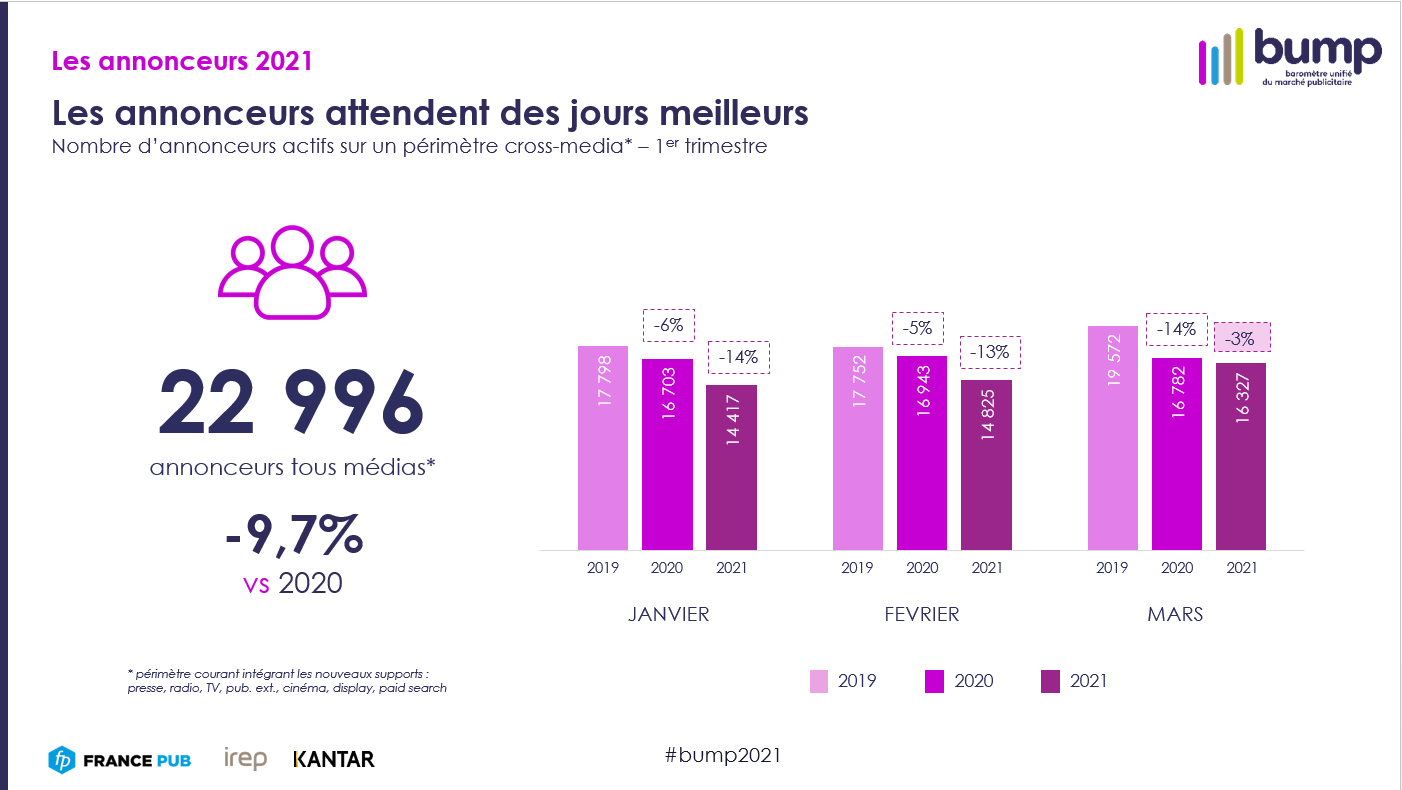 Les annonceurs 2021
bump
baromètre unifié
du marché publicitaire
Les annonceurs attendent des jours meilleurs
Nombre d’annonceurs actifs sur un périmètre cross-media* – 1er trimestre
22 996
annonceurs tous médias*
-9,7%
vs 2020
-6%
-14%
-5%
-13%
-14%
-3%
17 798
16 703
14 417
17 752
16 943
14 825
19 572
16 782
16 327
2019 2020 2021 2019 2020 2021 2019 2020 2021
JANVIER FEVRIER MARS
* périmètre courant intégrant les nouveaux supports :
presse, radio, TV, pub. ext., cinéma, display, paid search
2019 2020 2021
fp FRANCE PUB irep KANTAR
#bump2021